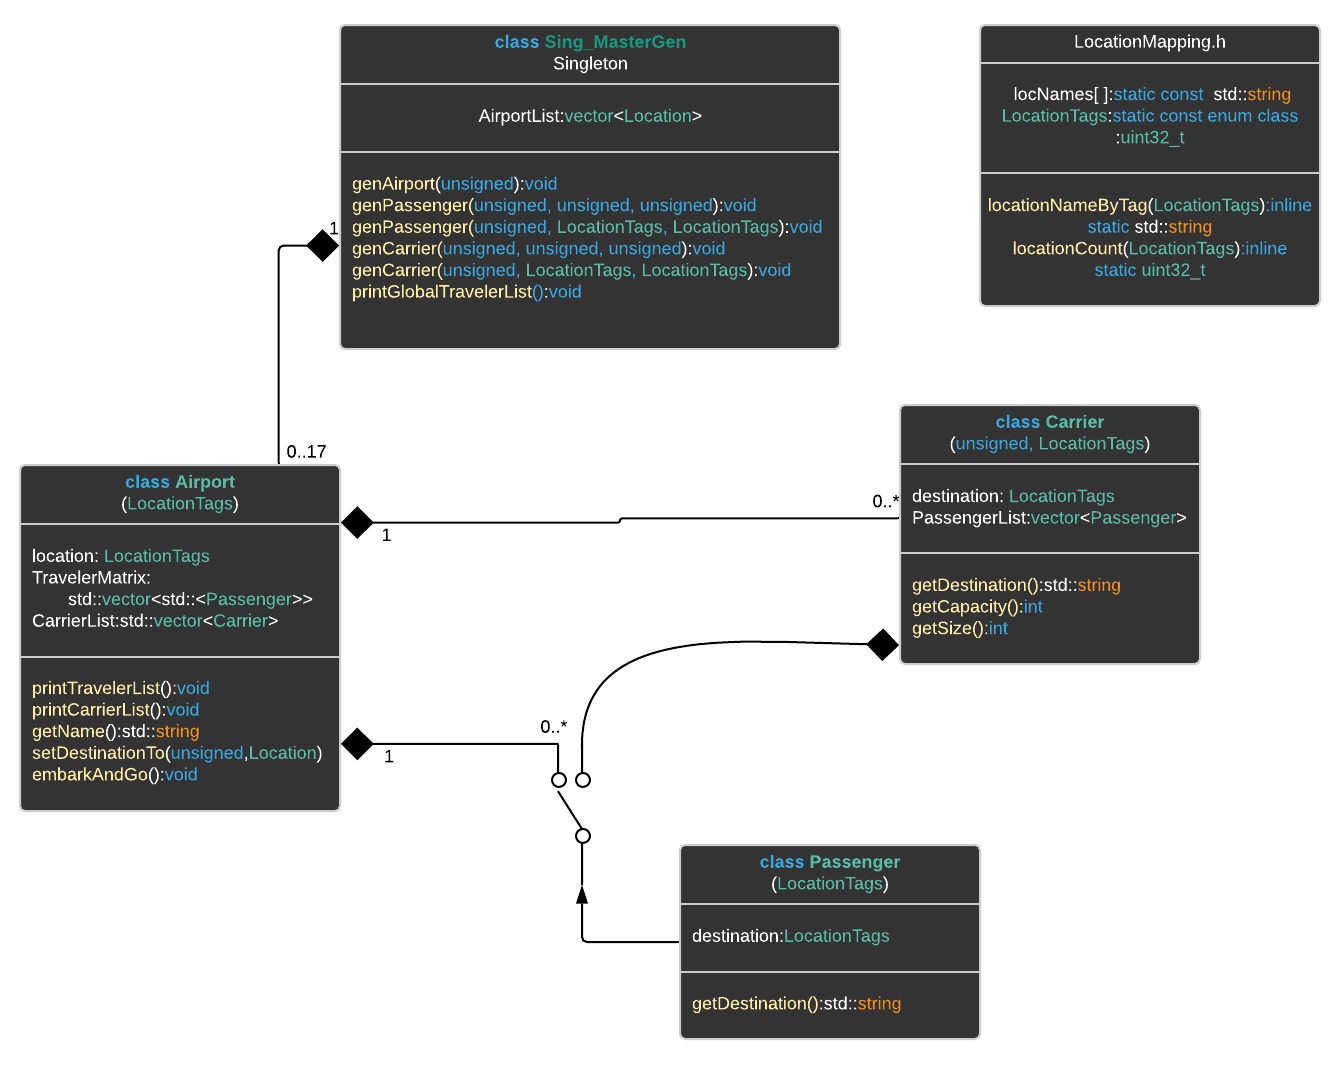 class Sing_MasterGen
Singleton
AirportList:vector<Location>
genAirport(unsigned):void
genPassenger(unsigned, unsigned, unsigned):void
genPassenger(unsigned, LocationTags, LocationTags):void
genCarrier(unsigned, unsigned, unsigned):void
genCarrier(unsigned, LocationTags, LocationTags):void
printGlobalTravelerList():void
LocationMapping.h
locNames[ ]:static const  std::string
LocationTags:static const enum class
:uint32_t
locationNameByTag(LocationTags):inline
static std::string
locationCount(LocationTags):inline
static uint32_t
1
0..17
class Airport
(LocationTags)
location: LocationTags
TravelerMatrix:
std::vector<std::<Passenger>>
CarrierList:std::vector<Carrier>
printTravelerList():void
printCarrierList():void
getName():std::string
setDestinationTo(unsigned,Location)
embarkAndGo():void
1
0..*
class Carrier
(unsigned, LocationTags)
destination: LocationTags
PassengerList:vector<Passenger>
getDestination():std::string
getCapacity():int
getSize():int
1
0..*
class Passenger
(LocationTags)
destination:LocationTags
getDestination():std::string